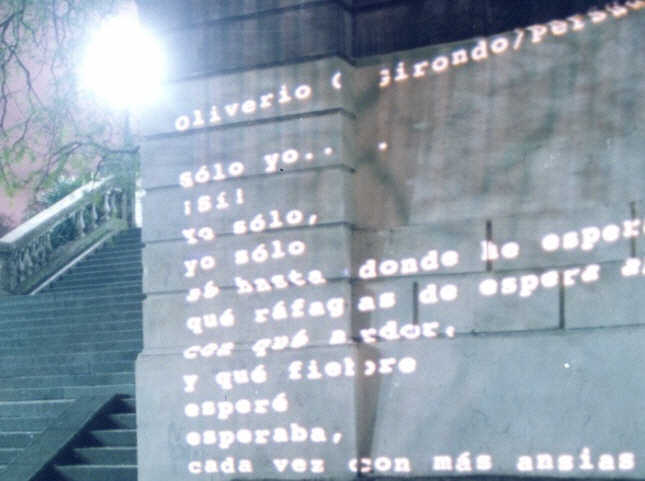 Oliverio Girondo/Persua
sólo yo...
¡Sí!
Yo sólo,
yo sólo
sé hasta donde he esper
qué ráfagas de espera
con qué ardor,
y qué fiebre
esperé
esperaba,
cada vez con más ansias